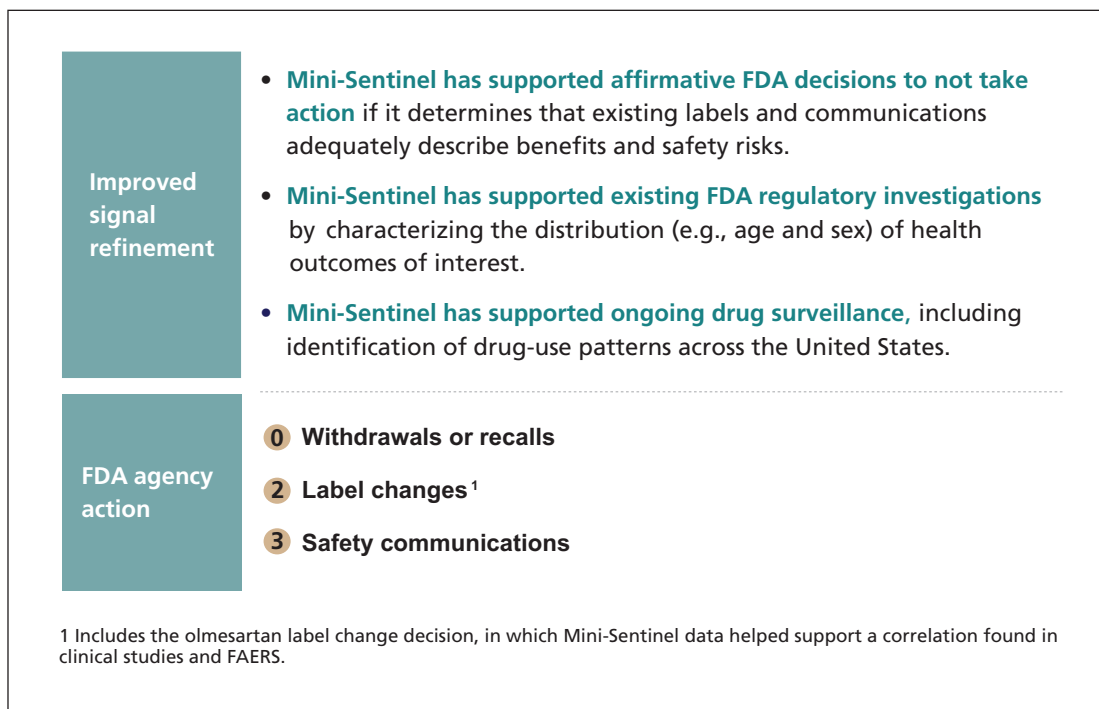 Improved
signal
refinement
• Mini-Sentinel has supported affirmative FDA decisions to not take
action if it determines that existing labels and communications
adequately describe benefits and safety risks.
• Mini-Sentinel has supported existing FDA regulatory investigations
by characterizing the distribution (e.g., age and sex) of health
outcomes of interest.
• Mini-Sentinel has supported ongoing drug surveillance, including
identification of drug-use patterns across the United States.
FDA agency
action
0 Withdrawals or recalls
2 Label changes¹
3 Safety communications
1 Includes the olmesartan label change decision, in which Mini-Sentinel data helped support a correlation found in
clinical studies and FAERS.